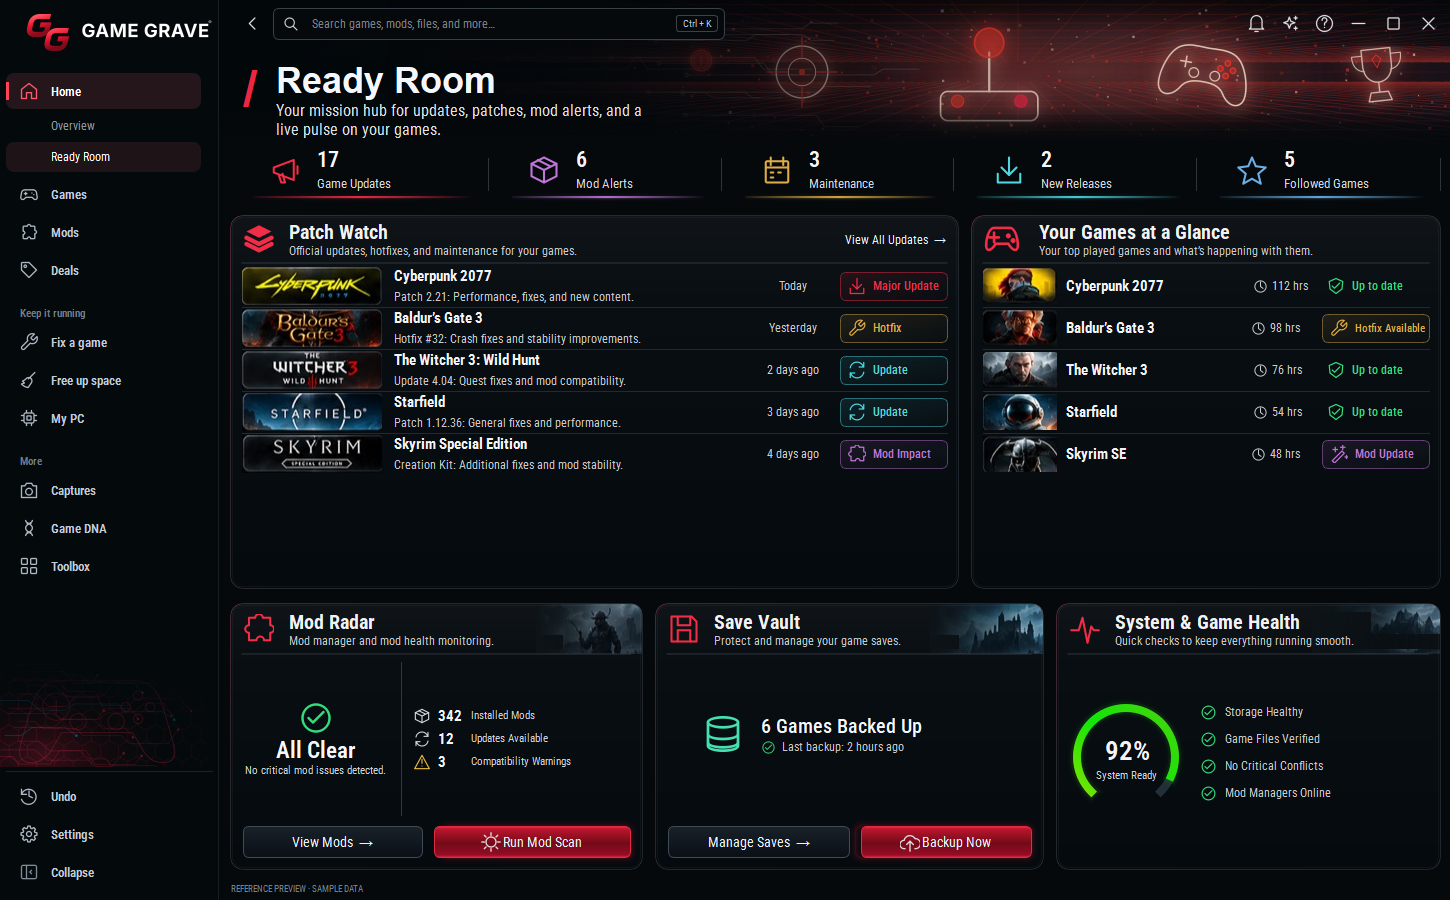 GAME GRAVE
Search games, mods, files, and more...
Ctrl + K
Home
Overview
Ready Room
Games
Mods
Deals
Keep it running
Fix a game
Free up space
My PC
More
Captures
Game DNA
Toolbox
Undo
Settings
Collapse
/ Ready Room
Your mission hub for updates, patches, mod alerts, and a
live pulse on your games.
17
Game Updates
6
Mod Alerts
3
Maintenance
2
New Releases
5
Followed Games
Patch Watch
Official updates, hotfixes, and maintenance for your games.
View All Updates →
CYBERPUNK
2077
Cyberpunk 2077
Patch 2.21: Performance, fixes, and new content.
Today
Major Update
BALDUR'S
GATE 3
Baldur's Gate 3
Hotfix #32: Crash fixes and stability improvements.
Yesterday
Hotfix
THE
WITCHER 3
WILD HUNT
The Witcher 3: Wild Hunt
Update 4.04: Quest fixes and mod compatibility.
2 days ago
Update
STARFIELD
Starfield
Patch 1.12.36: General fixes and performance.
3 days ago
Update
SKYRIM
SPECIAL EDITION
Skyrim Special Edition
Creation Kit: Additional fixes and mod stability.
4 days ago
Mod Impact
Your Games at a Glance
Your top played games and what's happening with them.
Cyberpunk 2077
112 hrs
Up to date
Baldur's Gate 3
98 hrs
Hotfix Available
The Witcher 3
76 hrs
Up to date
Starfield
54 hrs
Up to date
Skyrim SE
48 hrs
Mod Update
Mod Radar
Mod manager and mod health monitoring.
All Clear
No critical mod issues detected.
342 Installed Mods
12 Updates Available
3 Compatibility Warnings
View Mods →
Run Mod Scan
Save Vault
Protect and manage your game saves.
6 Games Backed Up
Last backup: 2 hours ago
Manage Saves →
Backup Now
System & Game Health
Quick checks to keep everything running smooth.
92%
System Ready
Storage Healthy
Game Files Verified
No Critical Conflicts
Mod Managers Online
REFERENCE PREVIEW · SAMPLE DATA